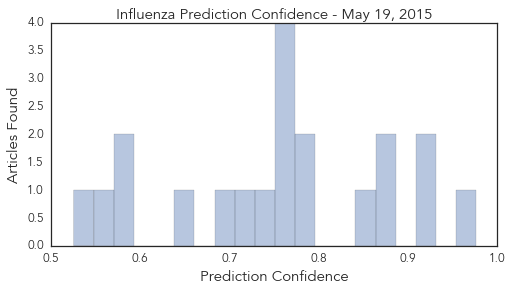 Influenza Prediction Confidence - May 19, 2015
4.0
3.5
3.0
2.5
2.0
1.5
1.0
0.5
0.0
Articles Found
0.5 0.6 0.7 0.8 0.9 1.0
Prediction Confidence